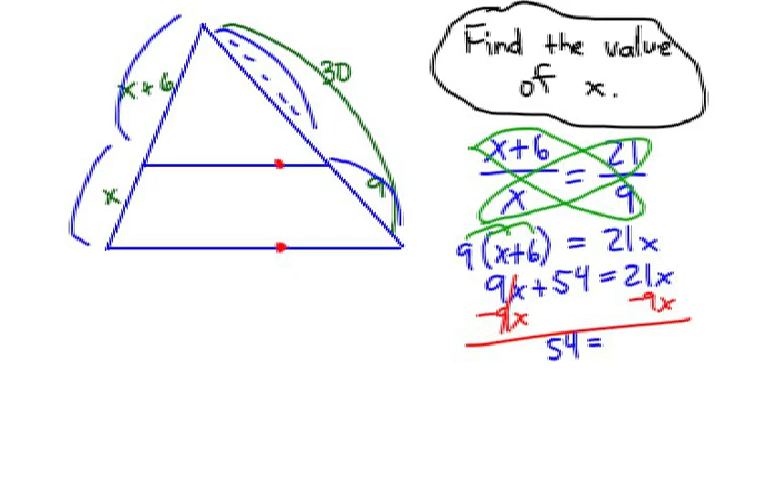 Find the value
of x.
30
x+6
9
x
x+6 21
— = —
x 9
9(x+6) = 21x
9x+54=21x
-9x -9x
54=